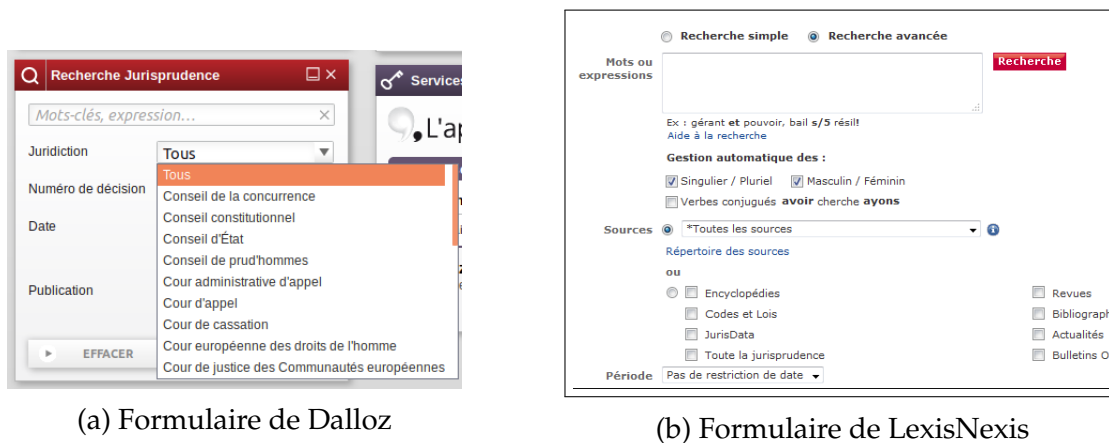 Recherche Jurisprudence
Mots-clés, expression...
Juridiction
Tous
Numéro de décision
Date
Publication
EFFACER
Tous
Conseil de la concurrence
Conseil constitutionnel
Conseil d'État
Conseil de prud'hommes
Cour administrative d'appel
Cour d'appel
Cour de cassation
Cour européenne des droits de l'homme
Cour de justice des Communautés européennes
Services
L'ap
(a) Formulaire de Dalloz
Recherche simple Recherche avancée
Mots ou
expressions
Recherche
Ex : gérant et pouvoir, bail s/5 résil!
Aide à la recherche
Gestion automatique des :
Singulier / Pluriel Masculin / Féminin
Verbes conjugués avoir cherche ayons
Sources *Toutes les sources
Répertoire des sources
ou
Encyclopédies Revues
Codes et Lois Bibliograph
JurisData Actualités
Toute la jurisprudence Bulletins O
Période Pas de restriction de date
(b) Formulaire de LexisNexis